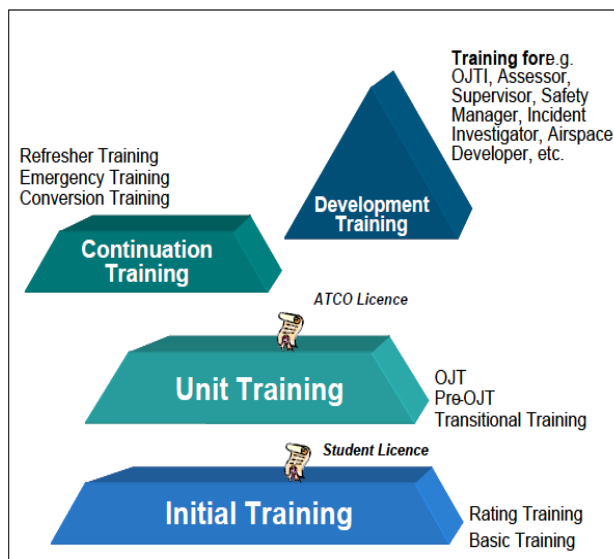 Training fore.g.
OJTI, Assessor,
Supervisor, Safety
Manager, Incident
Investigator, Airspace
Developer, etc.
Development
Training
Refresher Training
Emergency Training
Conversion Training
Continuation
Training
ATCO Licence
Unit Training
OJT
Pre-OJT
Transitional Training
Student Licence
Initial Training
Rating Training
Basic Training